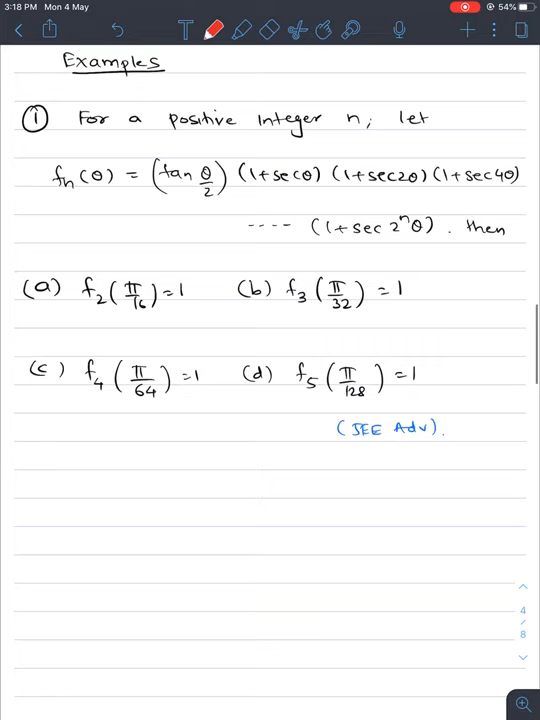 3:18 PM Mon 4 May
54%
Examples
① For a positive integer n, let
fn(θ) = (tan θ/2) (1+secθ) (1+sec2θ) (1+sec4θ)
---- (1+sec 2ⁿθ). then
(a) f₂(π/16)=1 (b) f₃(π/32) = 1
(c) f₄(π/64)=1 (d) f₅(π/128)=1
(JEE Adv).
4
/
8